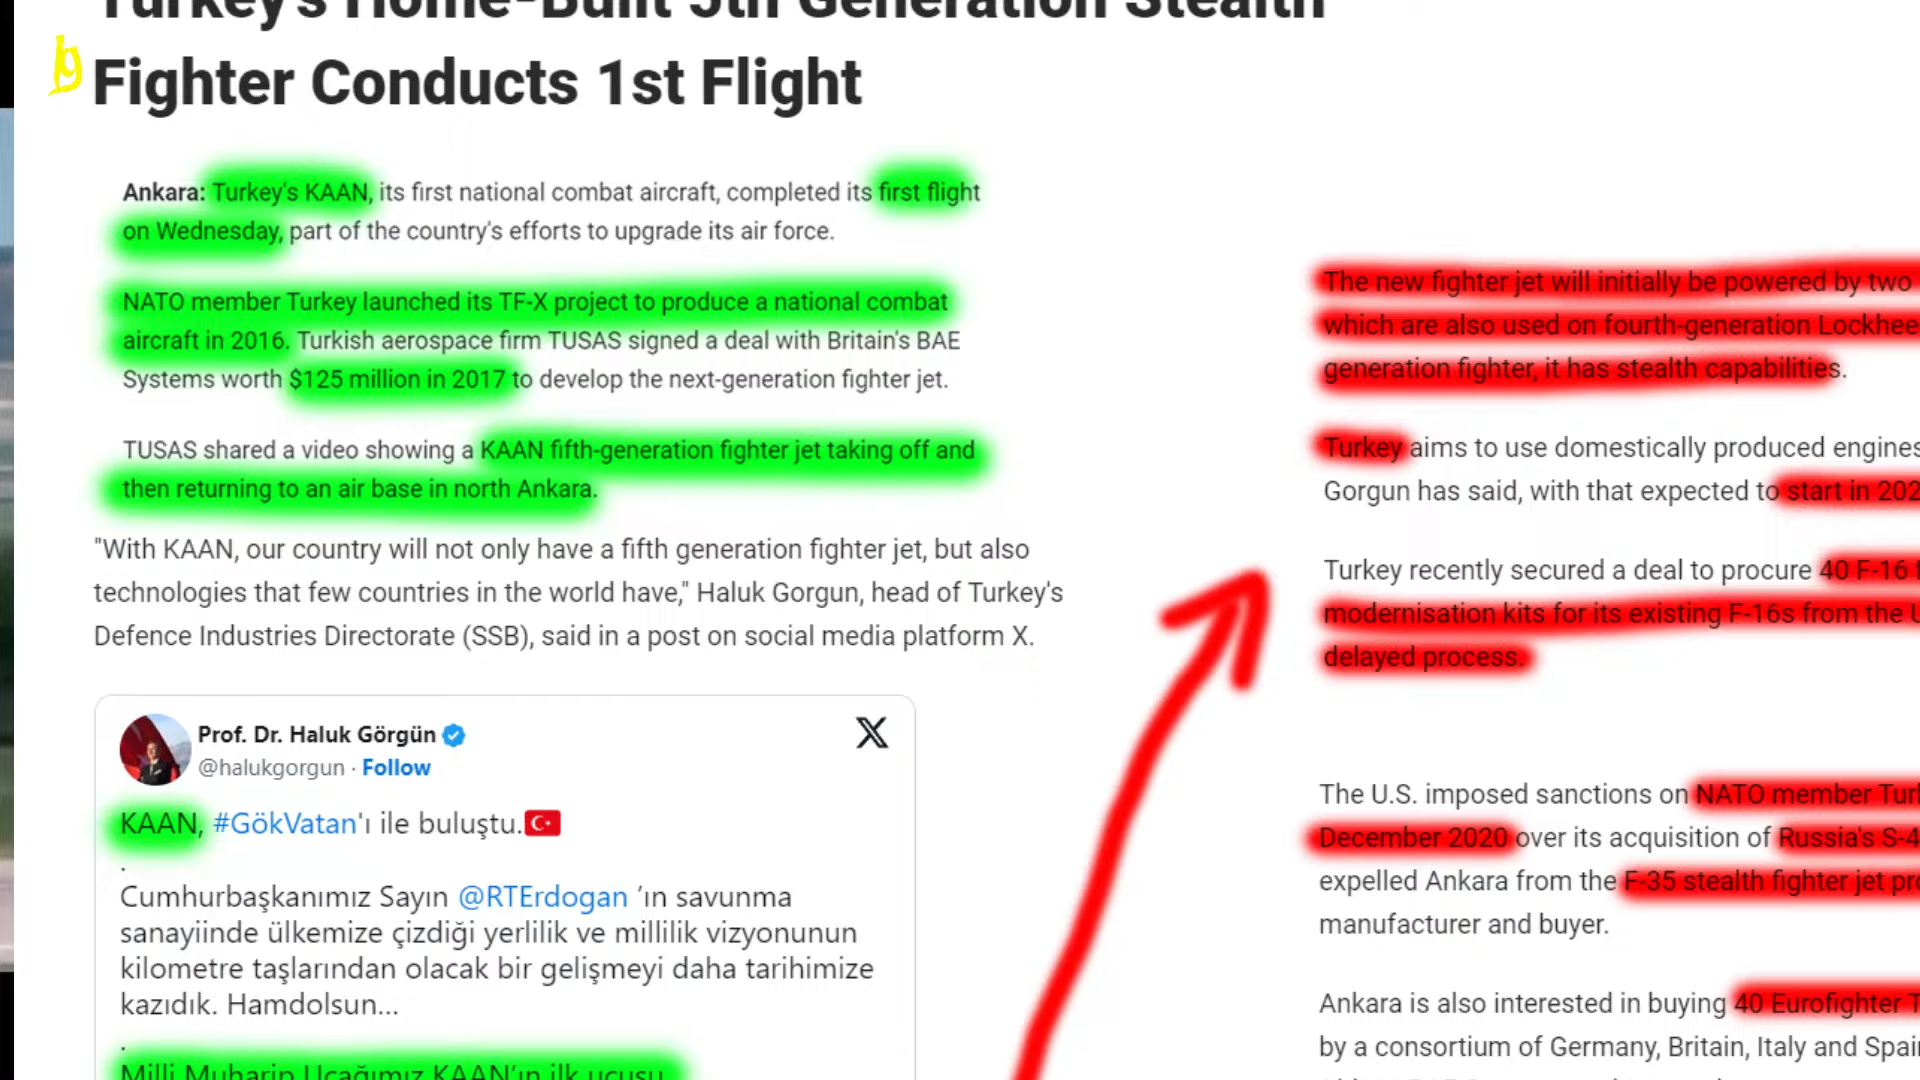 Turkey's Home-Built 5th Generation Stealth
Fighter Conducts 1st Flight
Ankara: Turkey's KAAN, its first national combat aircraft, completed its first flight
on Wednesday, part of the country's efforts to upgrade its air force.
NATO member Turkey launched its TF-X project to produce a national combat
aircraft in 2016. Turkish aerospace firm TUSAS signed a deal with Britain's BAE
Systems worth $125 million in 2017 to develop the next-generation fighter jet.
TUSAS shared a video showing a KAAN fifth-generation fighter jet taking off and
then returning to an air base in north Ankara.
"With KAAN, our country will not only have a fifth generation fighter jet, but also
technologies that few countries in the world have," Haluk Gorgun, head of Turkey's
Defence Industries Directorate (SSB), said in a post on social media platform X.
Prof. Dr. Haluk Görgün
@halukgorgun · Follow
KAAN, #GökVatan'ı ile buluştu.
.
Cumhurbaşkanımız Sayın @RTErdogan 'ın savunma
sanayiinde ülkemize çizdiği yerlilik ve millilik vizyonunun
kilometre taşlarından olacak bir gelişmeyi daha tarihimize
kazıdık. Hamdolsun...
.
Milli Muharip Uçağımız KAAN'ın ilk uçuşu
The new fighter jet will initially be powered by two
which are also used on fourth-generation
generation fighter, it has stealth capabilities.
Turkey aims to use domestically produced engines
Gorgun has said, with that expected to start in
Turkey recently secured a deal to procure 40 F-16
modernisation kits for its existing F-16s from the
delayed process.
The U.S. imposed sanctions on NATO member
December 2020 over its acquisition of Russia's
expelled Ankara from the F-35 stealth fighter jet
manufacturer and buyer.
Ankara is also interested in buying 40 Eurofighter
by a consortium of Germany, Britain, Italy and